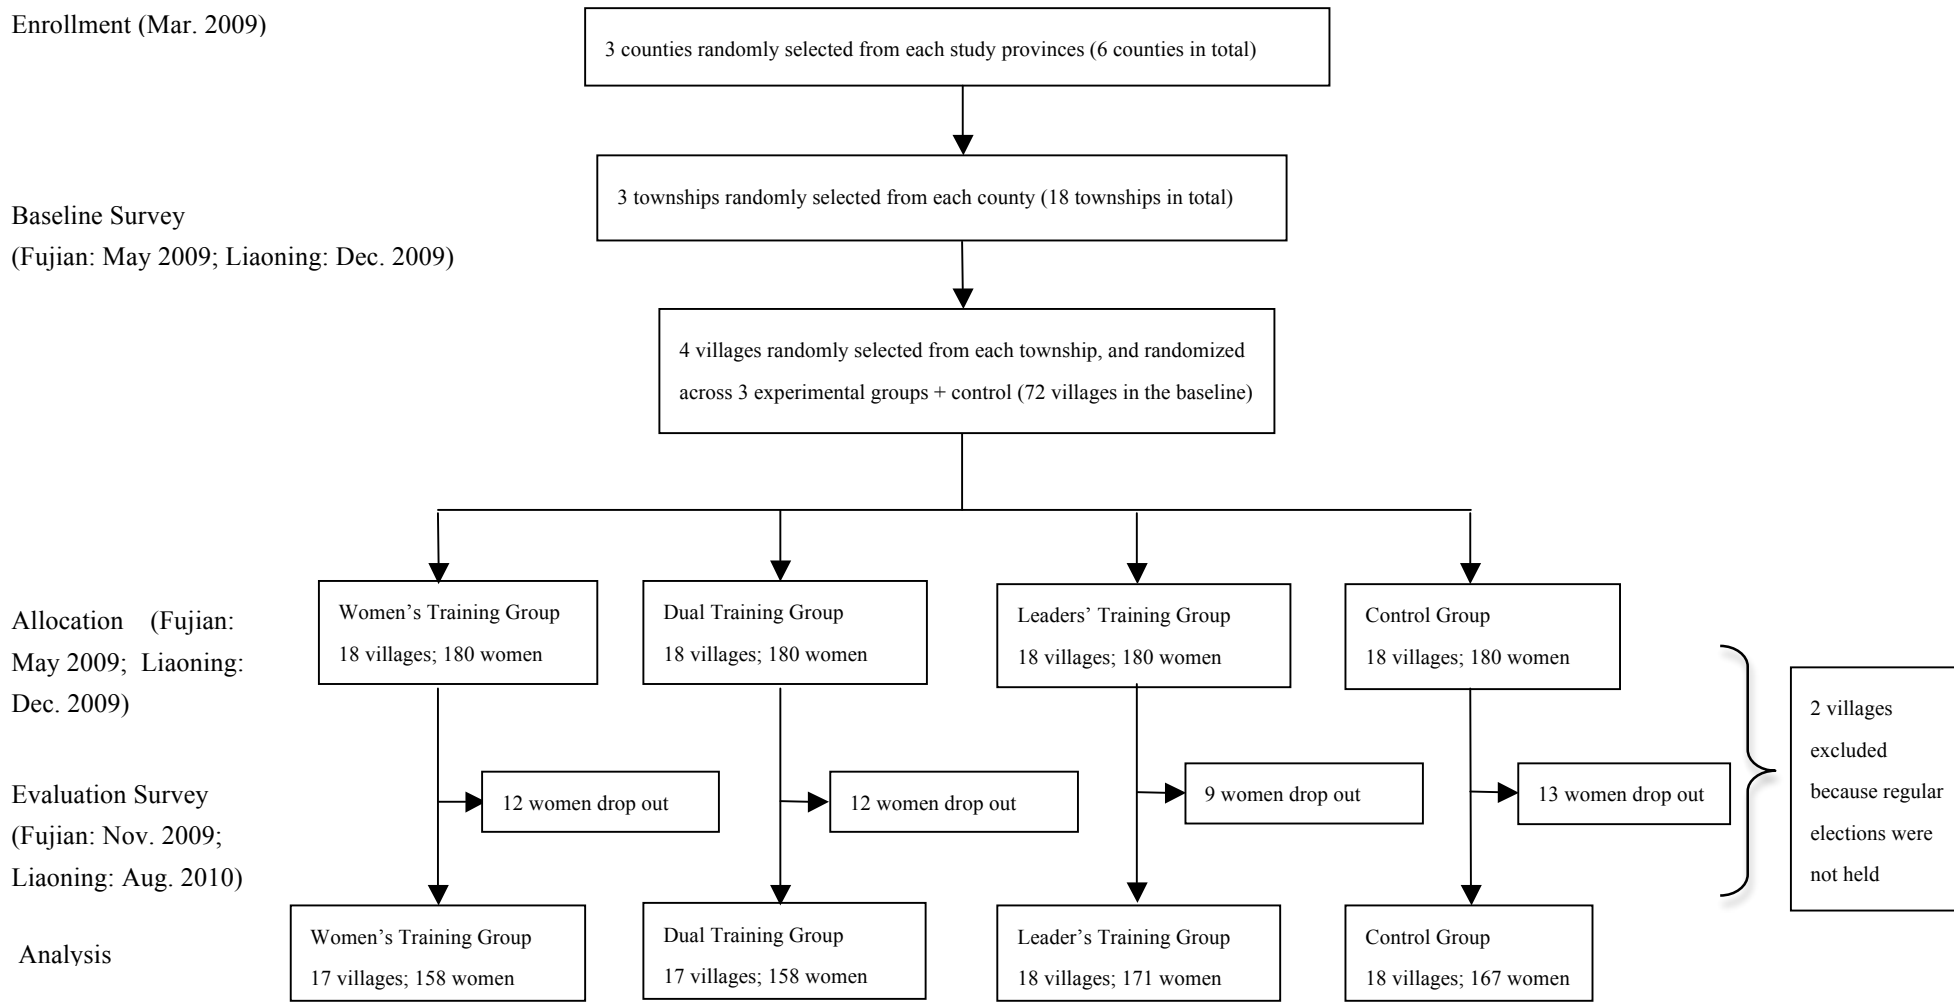 Enrollment (Mar. 2009)
3 counties randomly selected from each study provinces (6 counties in total)
3 townships randomly selected from each county (18 townships in total)
Baseline Survey
(Fujian: May 2009; Liaoning: Dec. 2009)
4 villages randomly selected from each township, and randomized
across 3 experimental groups + control (72 villages in the baseline)
Allocation (Fujian:
May 2009; Liaoning:
Dec. 2009)
Women’s Training Group
18 villages; 180 women
Dual Training Group
18 villages; 180 women
Leaders’ Training Group
18 villages; 180 women
Control Group
18 villages; 180 women
2 villages
excluded
because regular
elections were
not held
Evaluation Survey
(Fujian: Nov. 2009;
Liaoning: Aug. 2010)
12 women drop out
12 women drop out
9 women drop out
13 women drop out
Analysis
Women’s Training Group
17 villages; 158 women
Dual Training Group
17 villages; 158 women
Leader’s Training Group
18 villages; 171 women
Control Group
18 villages; 167 women